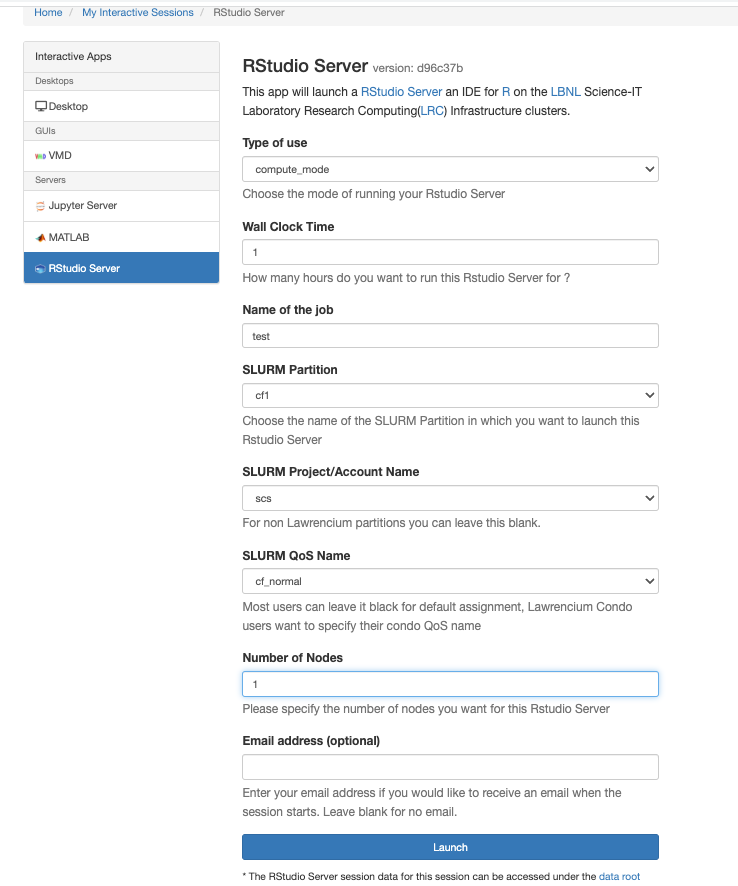 Home / My Interactive Sessions / RStudio Server
Interactive Apps
Desktops
Desktop
GUIs
VMD
Servers
Jupyter Server
MATLAB
RStudio Server
RStudio Server version: d96c37b
This app will launch a RStudio Server an IDE for R on the LBNL Science-IT
Laboratory Research Computing(LRC) Infrastructure clusters.
Type of use
compute_mode
Choose the mode of running your Rstudio Server
Wall Clock Time
1
How many hours do you want to run this Rstudio Server for ?
Name of the job
test
SLURM Partition
cf1
Choose the name of the SLURM Partition in which you want to launch this
Rstudio Server
SLURM Project/Account Name
scs
For non Lawrencium partitions you can leave this blank.
SLURM QoS Name
cf_normal
Most users can leave it black for default assignment, Lawrencium Condo
users want to specify their condo QoS name
Number of Nodes
1
Please specify the number of nodes you want for this Rstudio Server
Email address (optional)
Enter your email address if you would like to receive an email when the
session starts. Leave blank for no email.
Launch
* The RStudio Server session data for this session can be accessed under the data root